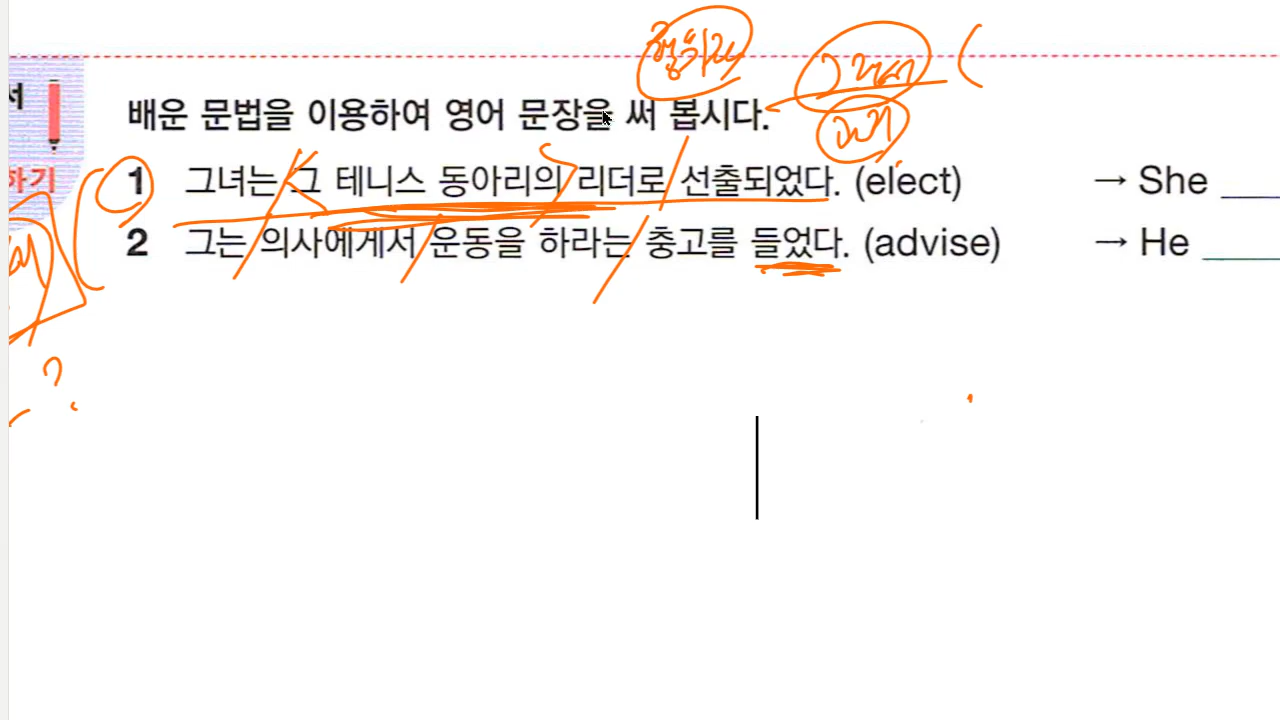 서
배운 문법을 이용하여 영어 문장을 써 봅시다.
하기
1 그녀는 그 테니스 동아리의 리더로 선출되었다. (elect) → She
2 그는 의사에게서 운동을 하라는 충고를 들었다. (advise) → He